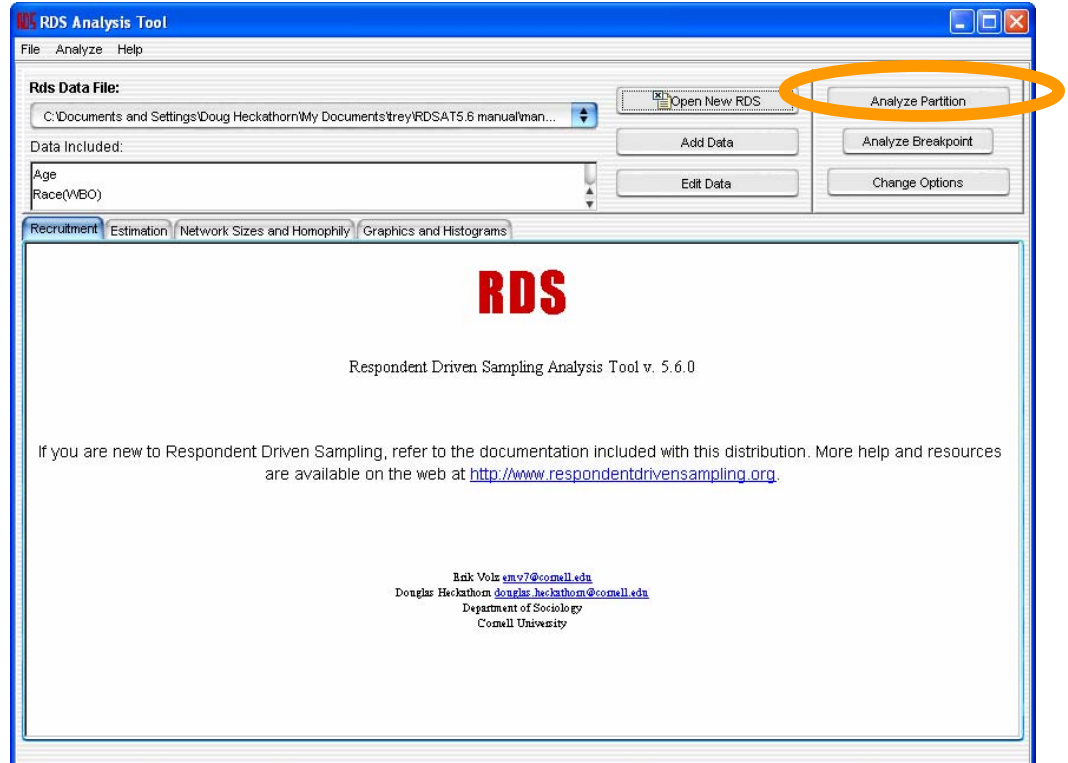 RDS RDS Analysis Tool
File Analyze Help
Rds Data File:
C:\Documents and Settings\Doug Heckathorn\My Documents\trey\RDSAT5.6 manual\man...
Open New RDS
Analyze Partition
Data Included:
Add Data
Analyze Breakpoint
Age
Race(WBO)
Edit Data
Change Options
Recruitment Estimation Network Sizes and Homophily Graphics and Histograms
RDS
Respondent Driven Sampling Analysis Tool v. 5.6.0
If you are new to Respondent Driven Sampling, refer to the documentation included with this distribution. More help and resources
are available on the web at http://www.respondentdrivensampling.org.
Erik Volz emv7@cornell.edu
Douglas Heckathorn douglas.heckathorn@cornell.edu
Department of Sociology
Cornell University